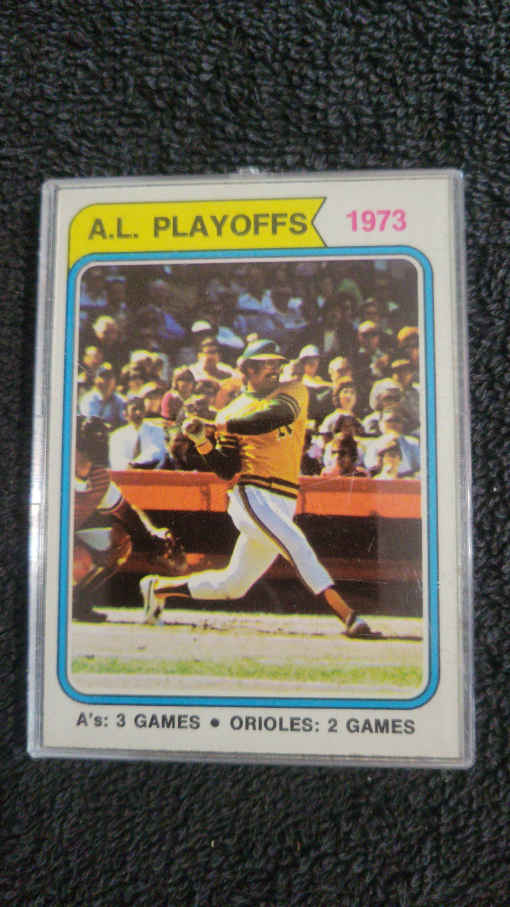 A.L. PLAYOFFS 1973
A's: 3 GAMES • ORIOLES: 2 GAMES